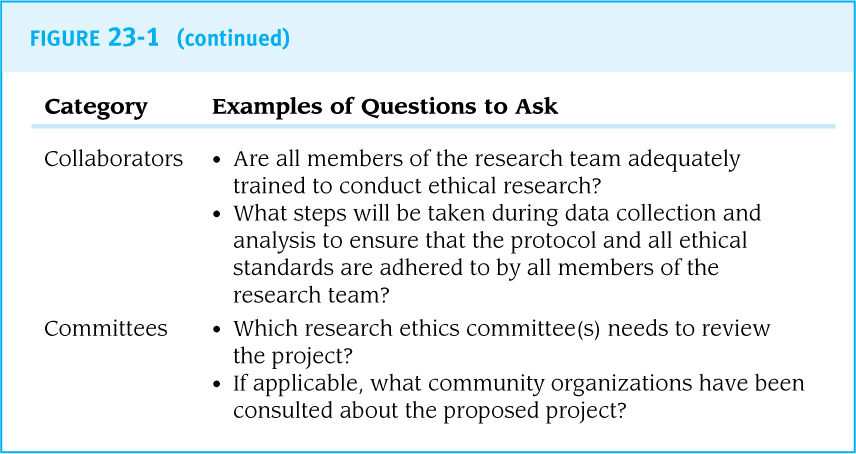 FIGURE 23-1 (continued)
Category Examples of Questions to Ask
Collaborators • Are all members of the research team adequately
trained to conduct ethical research?
• What steps will be taken during data collection and
analysis to ensure that the protocol and all ethical
standards are adhered to by all members of the
research team?
Committees • Which research ethics committee(s) needs to review
the project?
• If applicable, what community organizations have been
consulted about the proposed project?